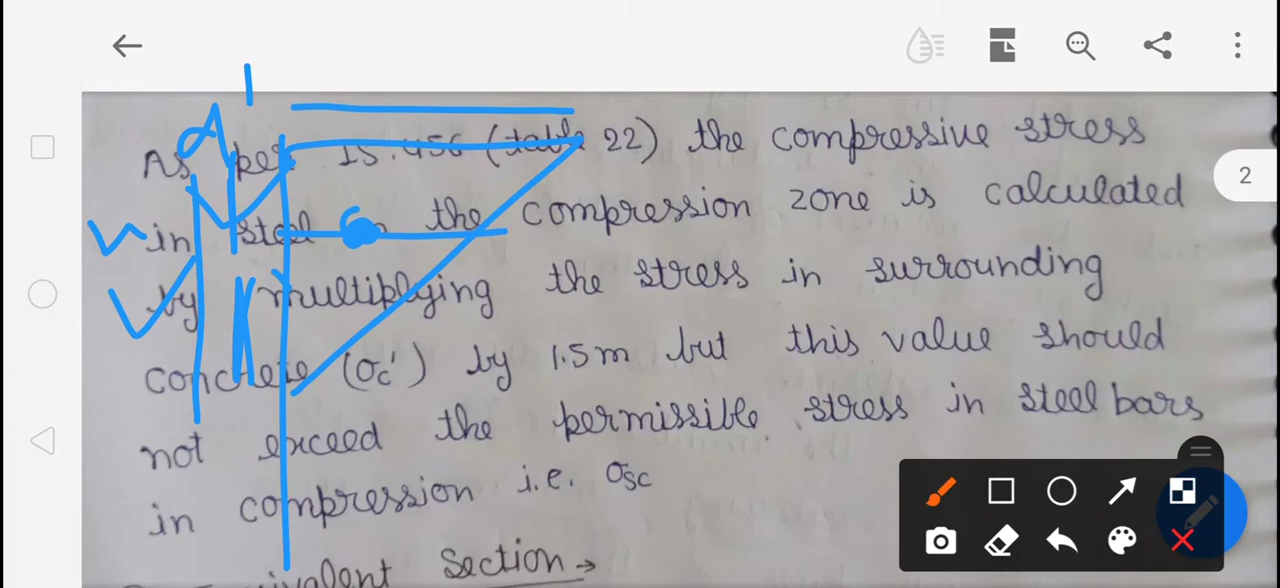 As per IS.456 (table 22) the compressive stress
in steel in the compression zone is calculated
by multiplying the stress in surrounding
concrete (σc') by 1.5m but this value should
not exceed the permissible stress in steel bars
in compression i.e. σsc
Section →
2
d'